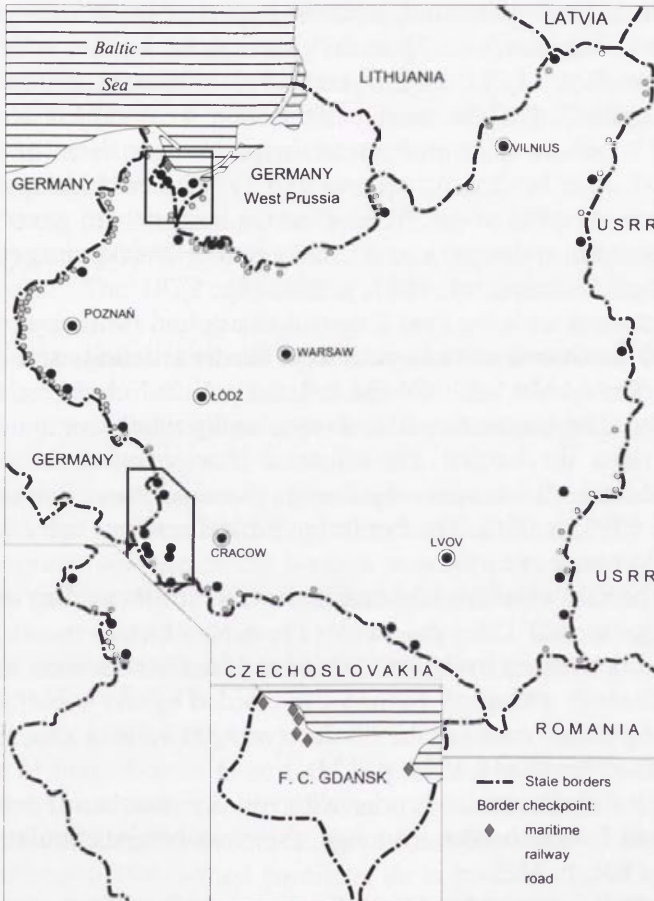 LATVIA
Baltic
Sea
LITHUANIA
VILNIUS
GERMANY
GERMANY
West Prussia
USRR
POZNAŃ
WARSAW
ŁÓDŹ
GERMANY
CRACOW
LVOV
USRR
CZECHOSLOVAKIA
ROMANIA
F. C. GDAŃSK
State borders
Border checkpoint:
maritime
railway
road